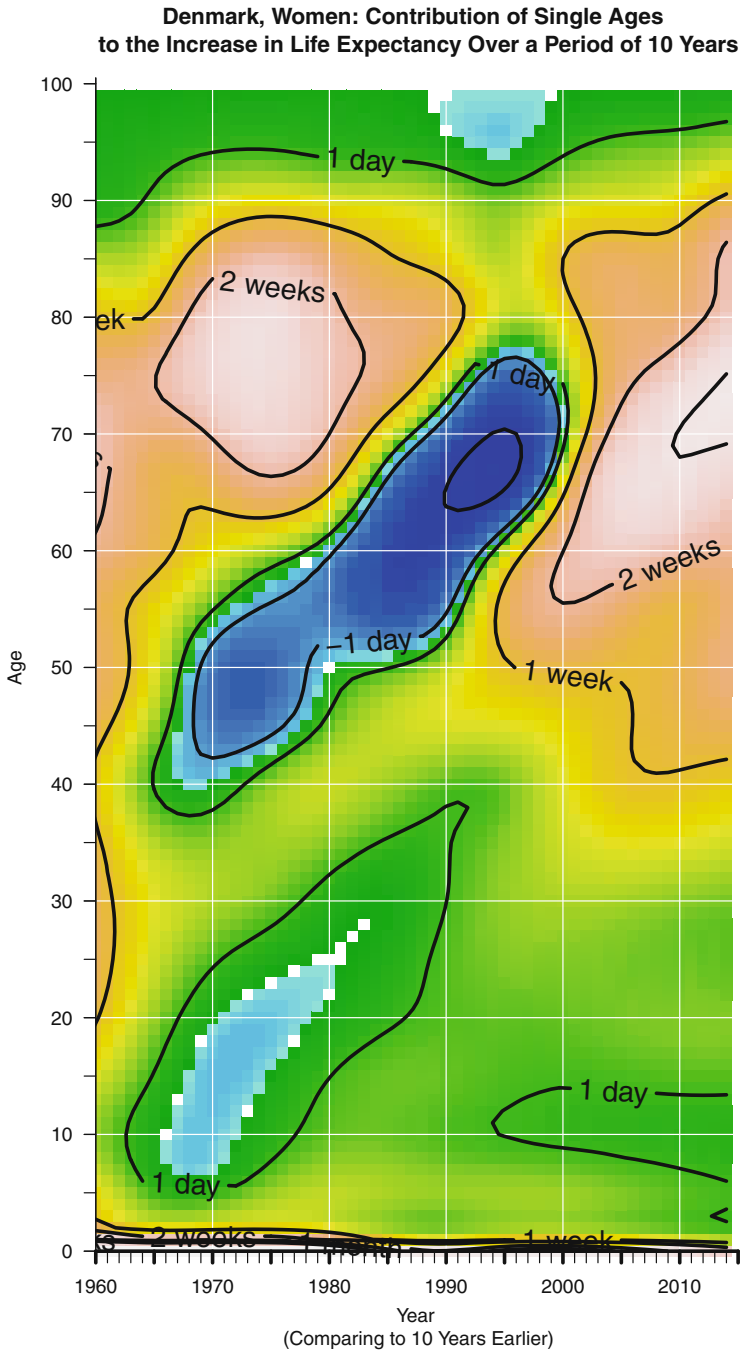 Denmark, Women: Contribution of Single Ages
to the Increase in Life Expectancy Over a Period of 10 Years
100
90
80
70
60
50
40
30
20
10
0
Age
1 day
2 weeks
ek
1 day
2 weeks
−1 day
1 week
1 day
1 day
2 weeks
1 month
1 week
1960 1970 1980 1990 2000 2010
Year
(Comparing to 10 Years Earlier)